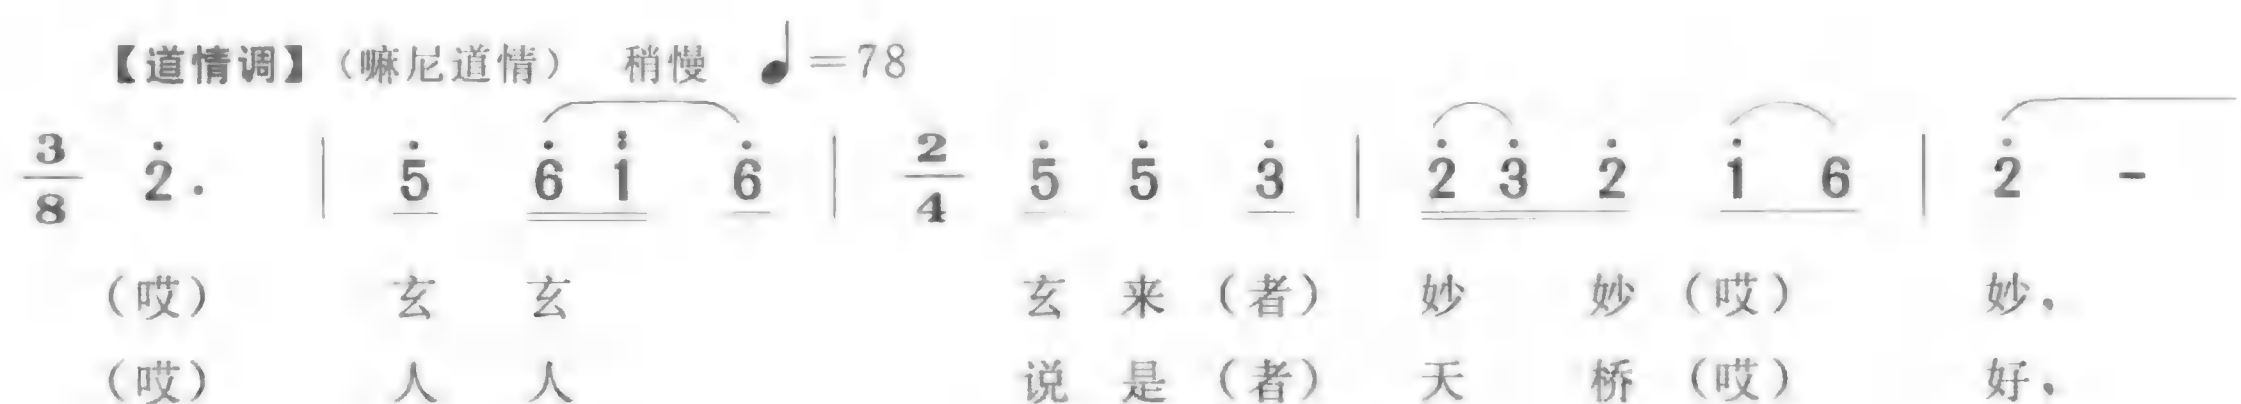 【道情调】（嘛尼道情） 稍慢 ♩=78
3/8 2̇. | 5̇ 6̇ 1̈ 6̇ | 2/4 5̇ 5̇ 3̇ | 2̇ 3̇ 2̇ 1̇ 6 | 2̇ -
（哎） 玄 玄 玄 来（者） 妙 妙（哎） 妙，
（哎） 人 人 说 是（者） 天 桥（哎） 好，